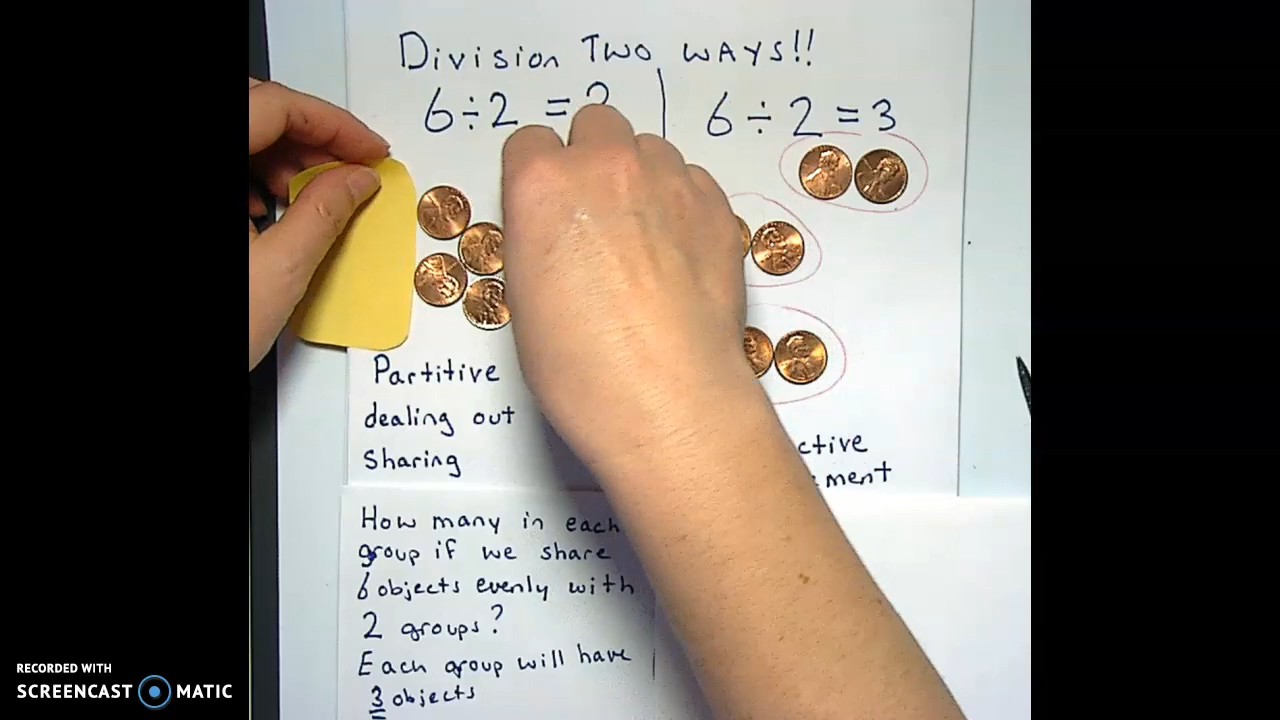 Division Two ways!!
6÷2 =
6 ÷ 2 = 3
Partitive
dealing out
Sharing
ctive
ment
How many in each
group if we share
6 objects evenly with
2 groups?
Each group will have
3 objects
RECORDED WITH
SCREENCAST MATIC